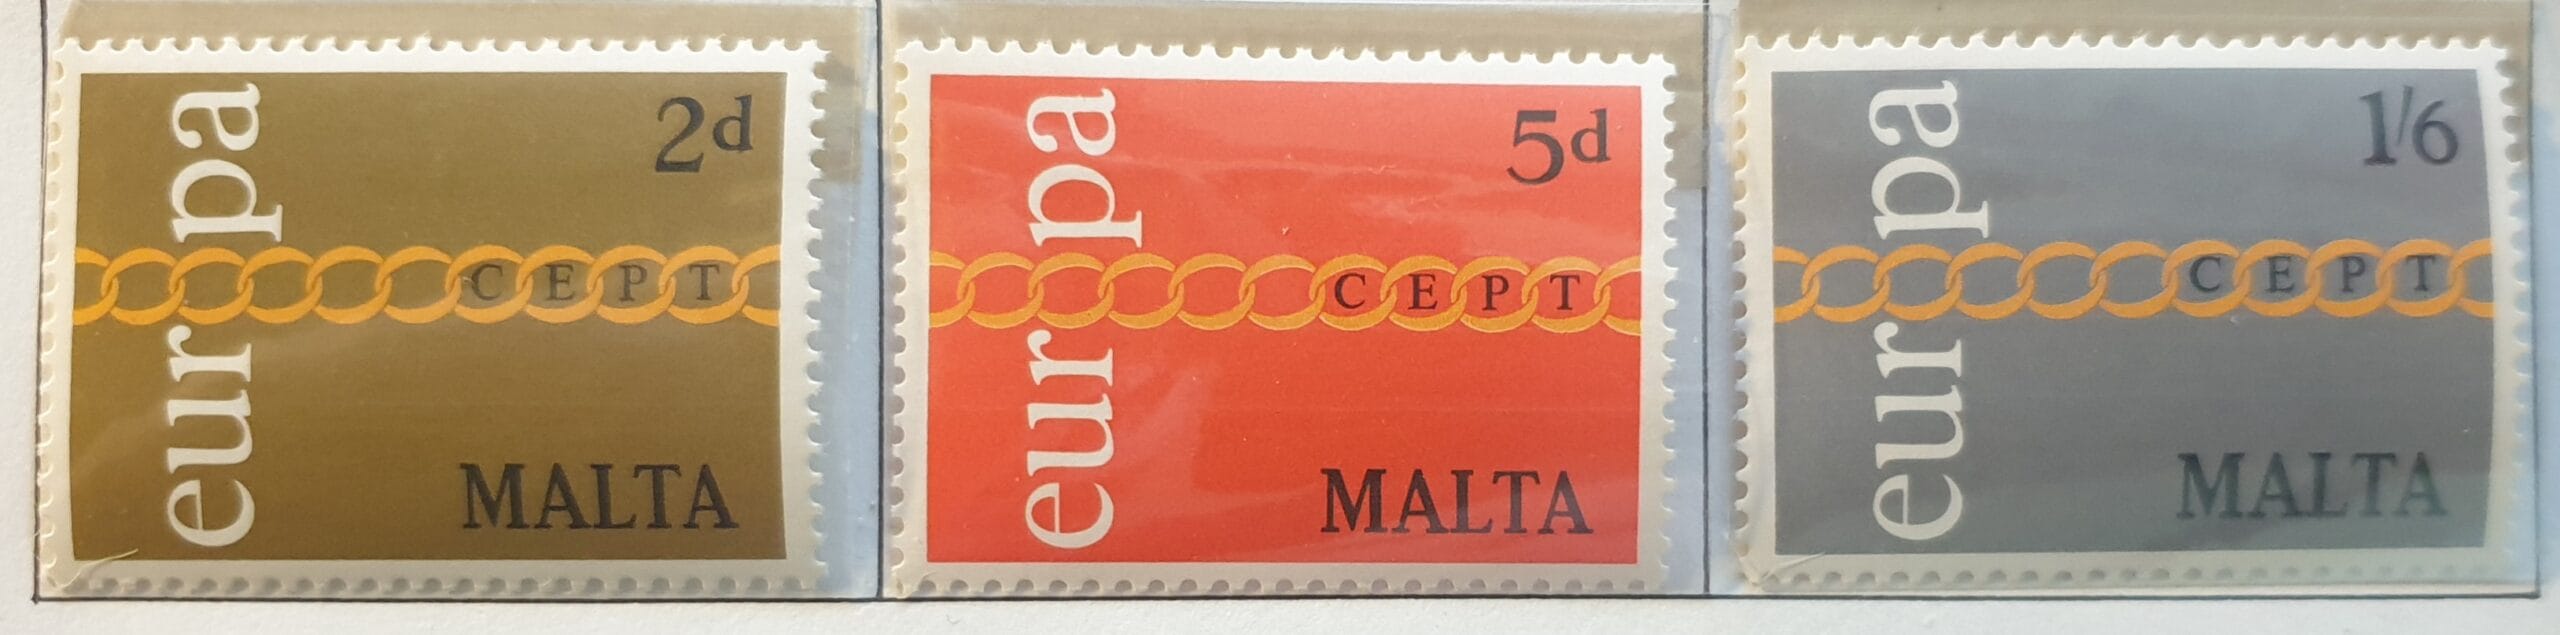 europa
2d
CEPT
MALTA
europa
5d
CEPT
MALTA
europa
1/6
CEPT
MALTA